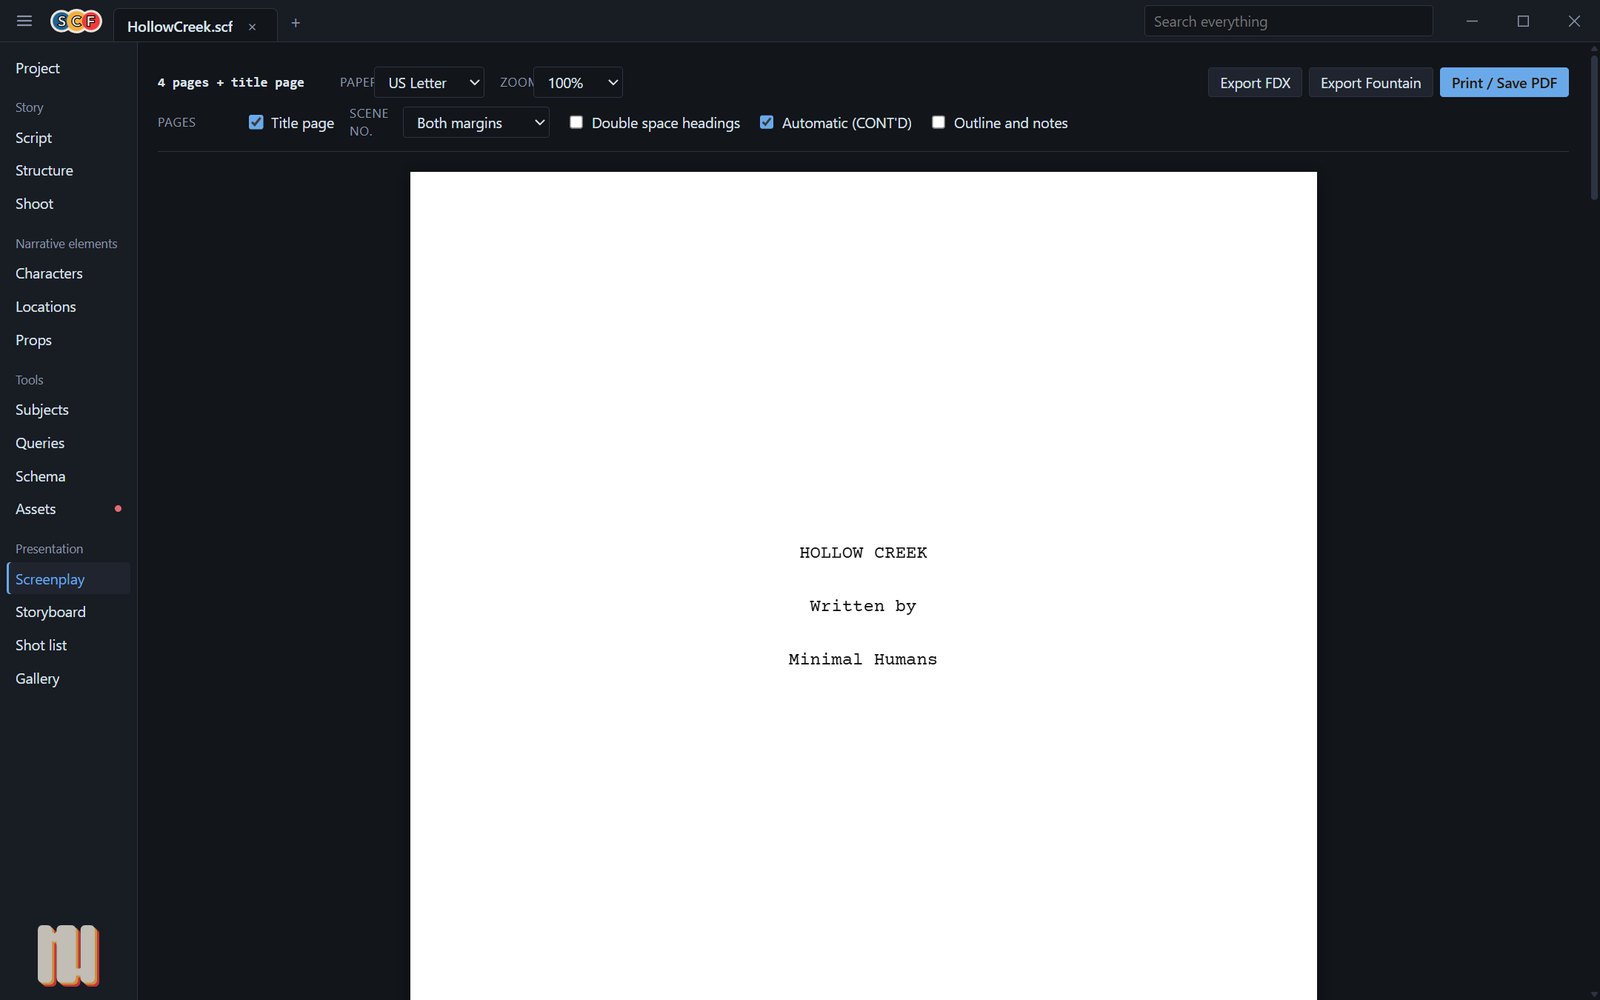 SCF
HollowCreek.scf × +
Search everything
Project
Story
Script
Structure
Shoot
Narrative elements
Characters
Locations
Props
Tools
Subjects
Queries
Schema
Assets
Presentation
Screenplay
Storyboard
Shot list
Gallery
4 pages + title page
PAPER US Letter
ZOOM 100%
Export FDX
Export Fountain
Print / Save PDF
PAGES
Title page
SCENE
NO.
Both margins
Double space headings
Automatic (CONT'D)
Outline and notes
HOLLOW CREEK
Written by
Minimal Humans